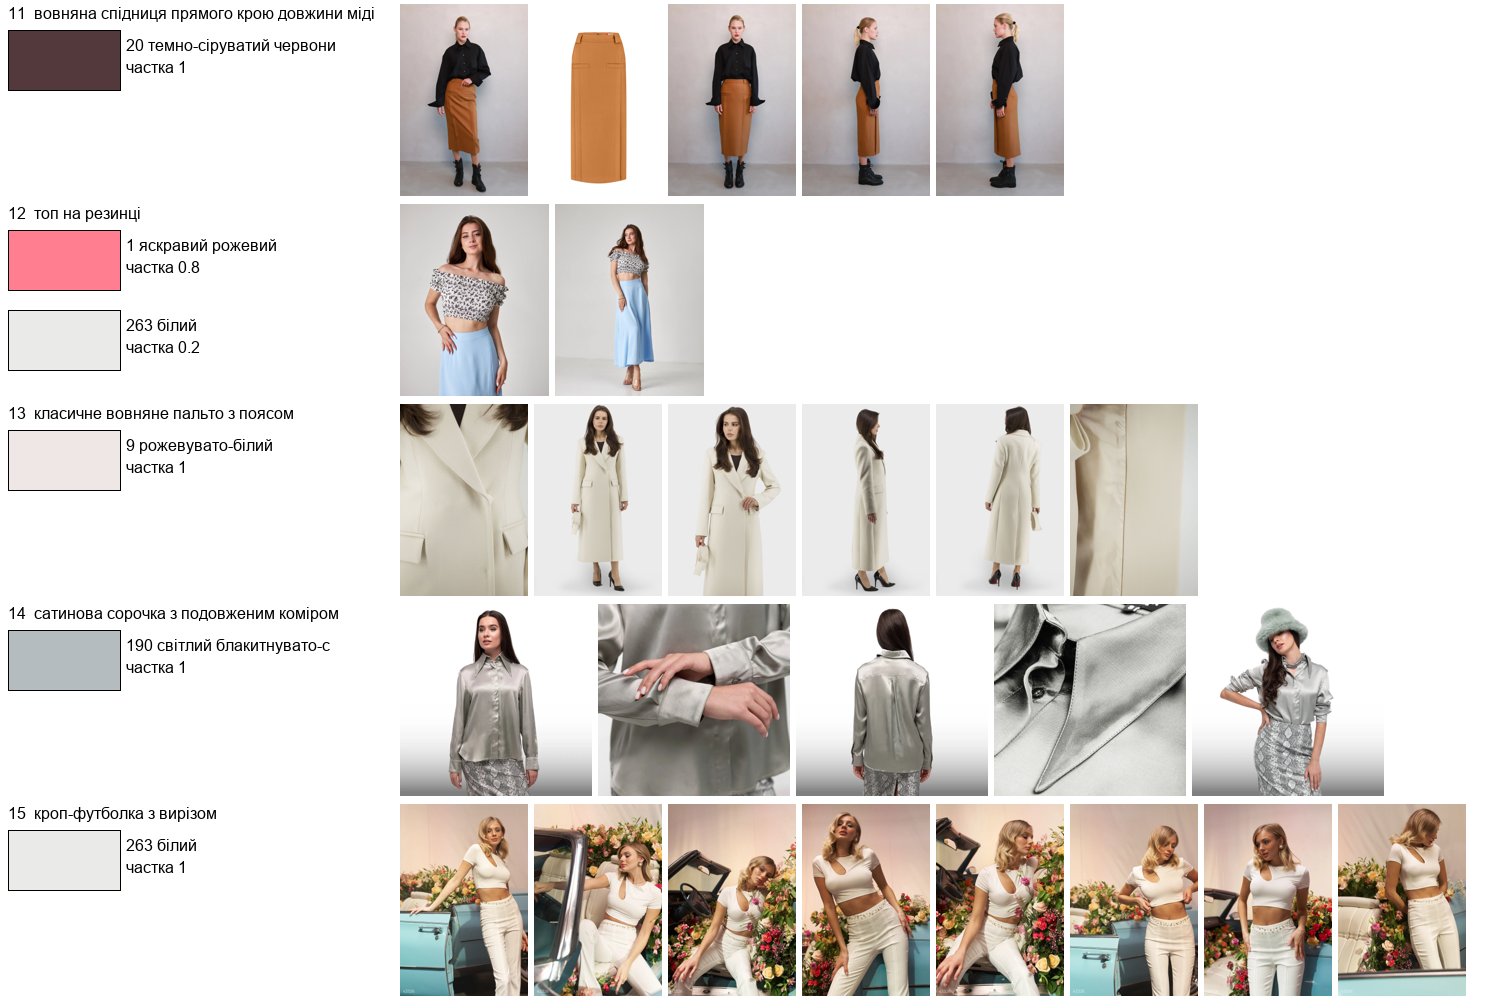 11 вовняна спідниця прямого крою довжини міді
20 темно-сіруватий червони
частка 1
12 топ на резинці
1 яскравий рожевий
частка 0.8
263 білий
частка 0.2
13 класичне вовняне пальто з поясом
9 рожевувато-білий
частка 1
14 сатинова сорочка з подовженим коміром
190 світлий блакитнувато-с
частка 1
15 кроп-футболка з вирізом
263 білий
частка 1